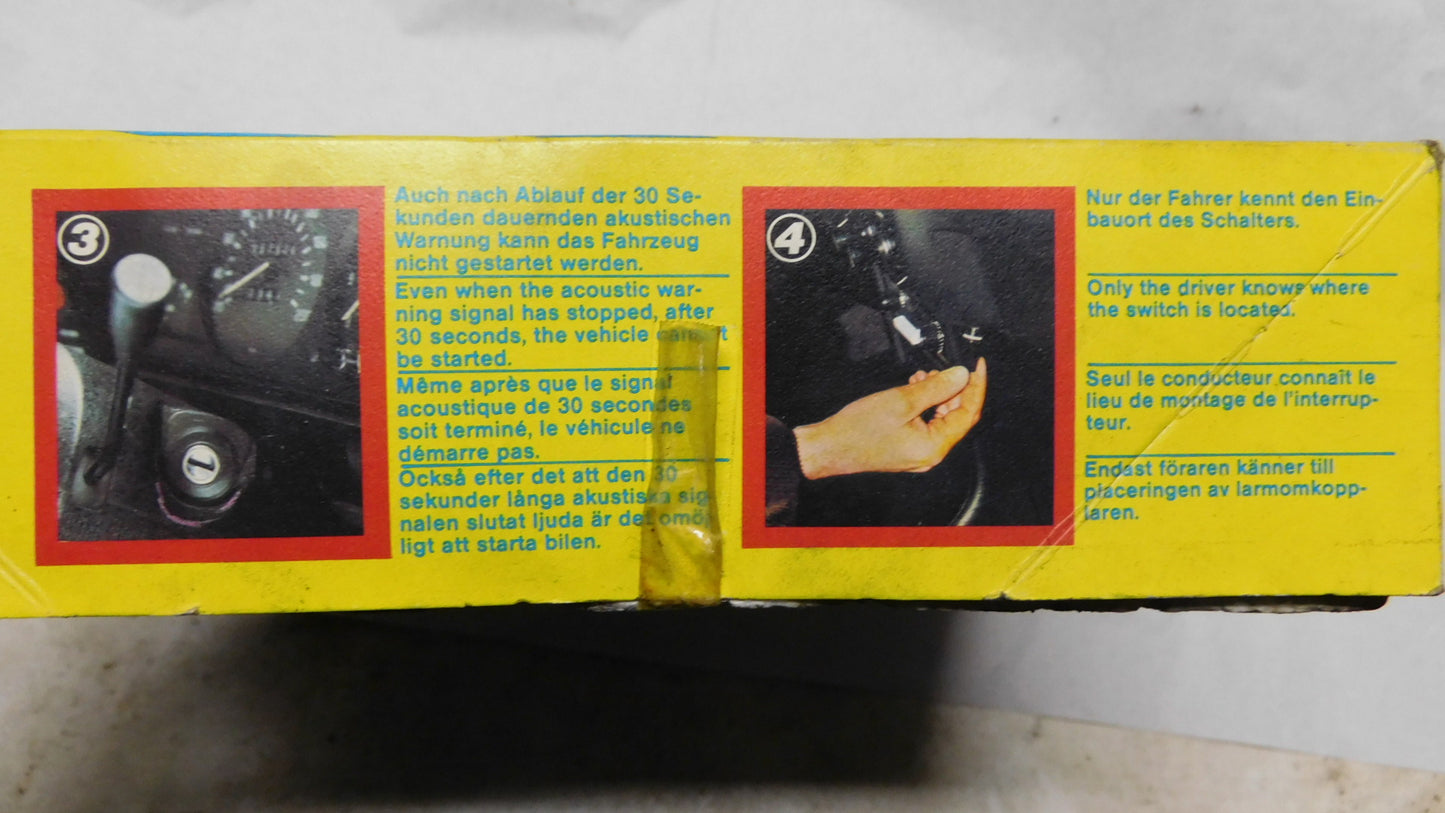 3
Auch nach Ablauf der 30 Se-
kunden dauernden akustischen
Warnung kann das Fahrzeug
nicht gestartet werden.
Even when the acoustic war-
ning signal has stopped, after
30 seconds, the vehicle cannot
be started.
Même après que le signal
acoustique de 30 secondes
soit terminé, le véhicule ne
démarre pas.
Också efter det att den 30
sekunder långa akustiska sig-
nalen slutat ljuda är det omöj-
ligt att starta bilen.
1
4
Nur der Fahrer kennt den Ein-
bauort des Schalters.
Only the driver knows where
the switch is located.
Seul le conducteur connaît le
lieu de montage de l'interrup-
teur.
Endast föraren känner till
placeringen av larmomkopp-
laren.